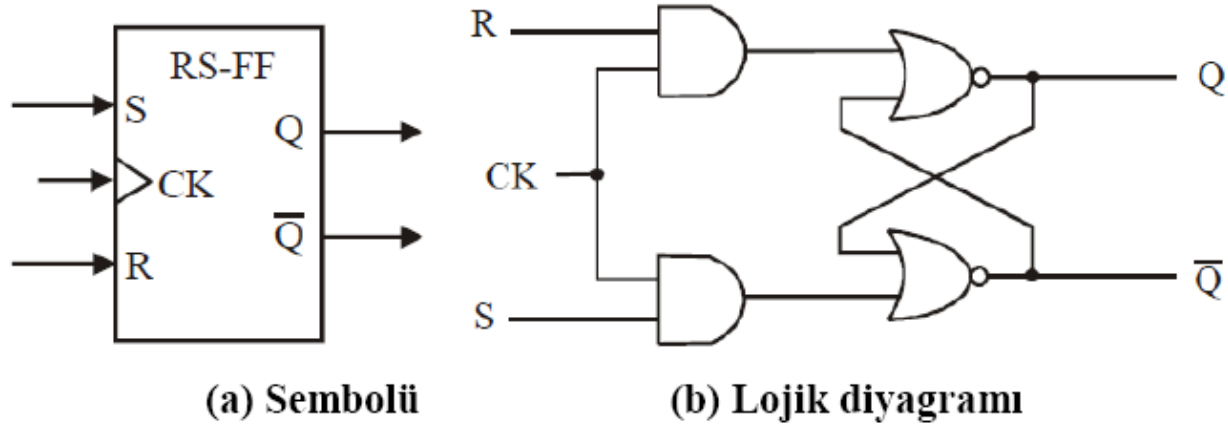 RS-FF
S
Q
CK
Q̅
R
R
Q
CK
S
Q̅
(a) Sembolü
(b) Lojik diyagramı